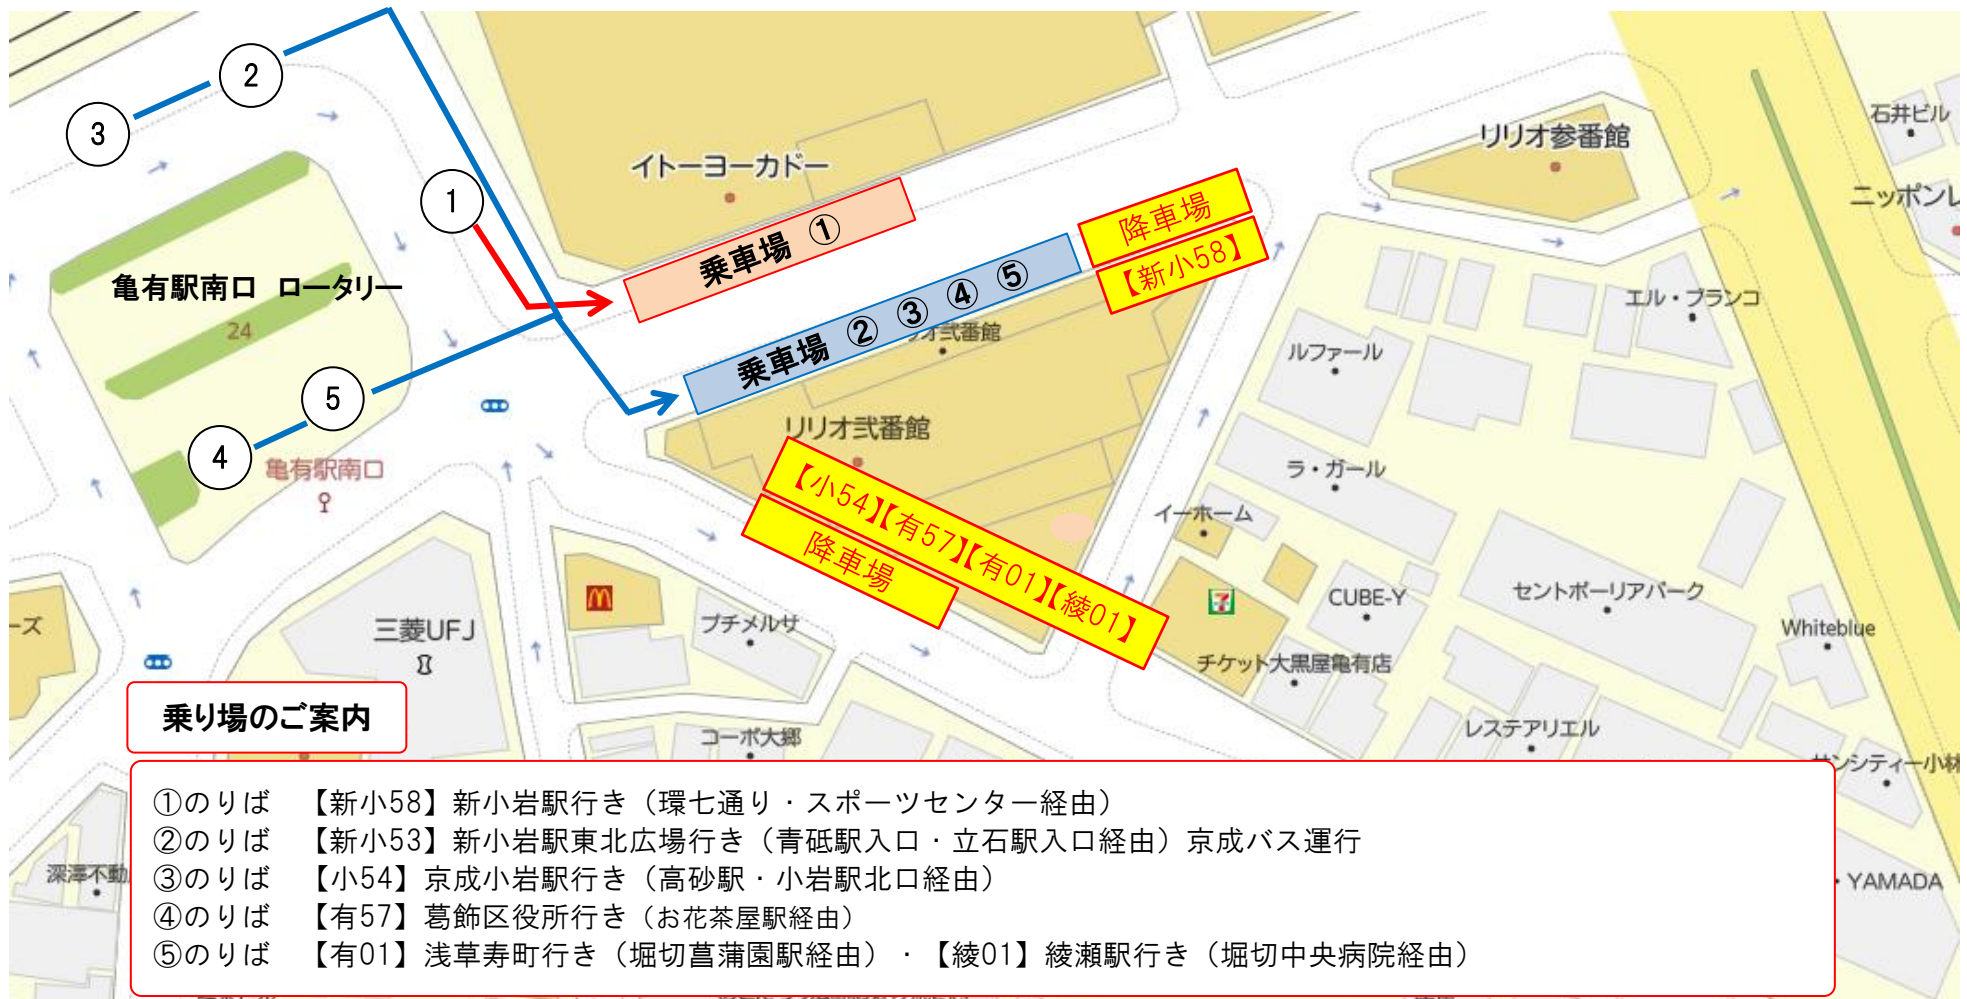 ②
③
①
イトーヨーカドー
リリオ参番館
石井ビル
ニッポンレ
乗車場 ①
降車場
【新小58】
亀有駅南口 ロータリー
24
乗車場 ② ③ ④ ⑤
オ弐番館
エル・ブランコ
ルファール
⑤
④
リリオ弐番館
亀有駅南口
ラ・ガール
【小54】【有57】【有01】【綾01】
降車場
イーホーム
CUBE-Y
セントポーリアパーク
Whiteblue
ーズ
三菱UFJ
プチメルサ
チケット大黒屋亀有店
コーポ大郷
レステアリエル
サンシティー小林
YAMADA
深澤不動
乗り場のご案内
①のりば 【新小58】新小岩駅行き（環七通り・スポーツセンター経由）
②のりば 【新小53】新小岩駅東北広場行き（青砥駅入口・立石駅入口経由）京成バス運行
③のりば 【小54】京成小岩駅行き（高砂駅・小岩駅北口経由）
④のりば 【有57】葛飾区役所行き（お花茶屋駅経由）
⑤のりば 【有01】浅草寿町行き（堀切菖蒲園駅経由）・【綾01】綾瀬駅行き（堀切中央病院経由）